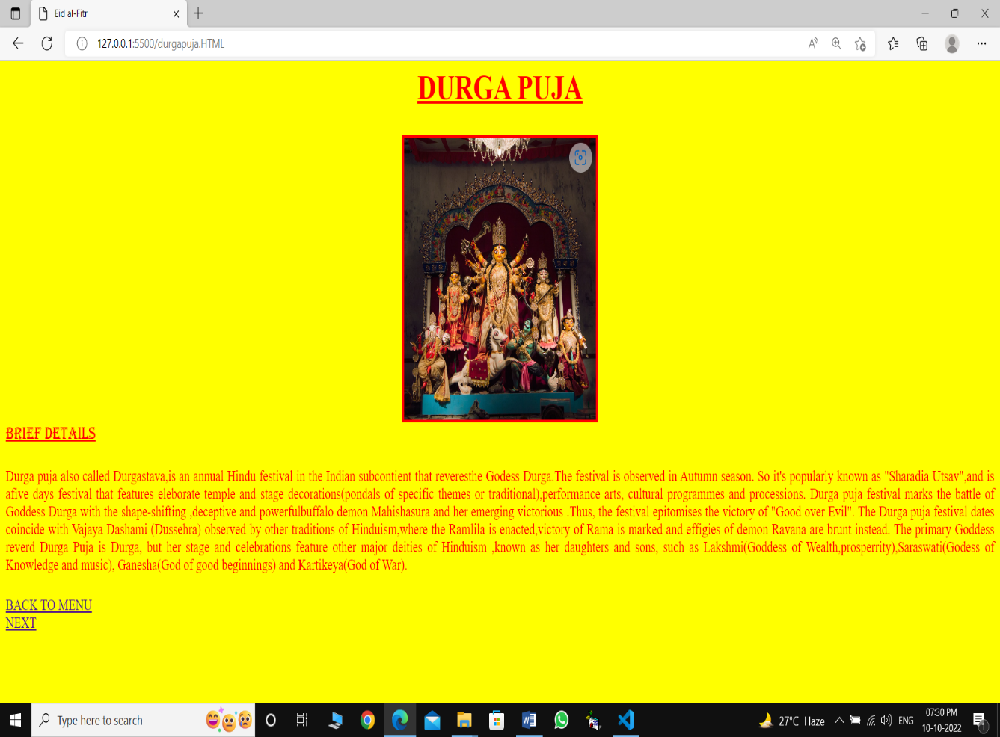 Eid al-Fitr
127.0.0.1:5500/durgapuja.HTML
DURGA PUJA
BRIEF DETAILS
Durga puja also called Durgastava,is an annual Hindu festival in the Indian subcontient that reveresthe Godess Durga.The festival is observed in Autumn season. So it's popularly known as "Sharadia Utsav",and is
afive days festival that features eleborate temple and stage decorations(pondals of specific themes or traditional),performance arts, cultural programmes and processions. Durga puja festival marks the battle of
Goddess Durga with the shape-shifting ,deceptive and powerfulbuffalo demon Mahishasura and her emerging victorious .Thus, the festival epitomises the victory of "Good over Evil". The Durga puja festival dates
coincide with Vajaya Dashami (Dussehra) observed by other traditions of Hinduism,where the Ramlila is enacted,victory of Rama is marked and effigies of demon Ravana are brunt instead. The primary Goddess
reverd Durga Puja is Durga, but her stage and celebrations feature other major deities of Hinduism ,known as her daughters and sons, such as Lakshmi(Goddess of Wealth,prosperrity),Saraswati(Godess of
Knowledge and music), Ganesha(God of good beginnings) and Kartikeya(God of War).
BACK TO MENU
NEXT
Type here to search
27°C Haze
ENG
07:30 PM
10-10-2022
1